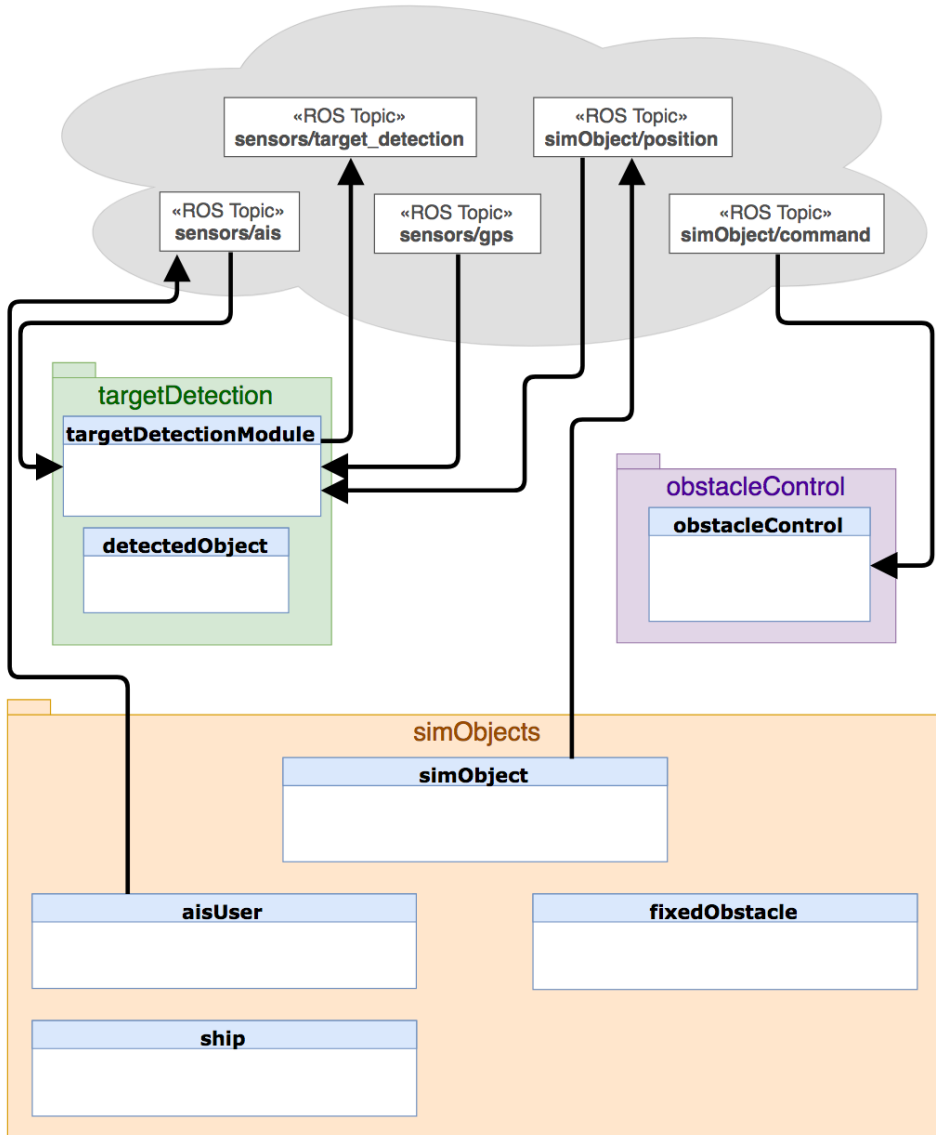 «ROS Topic»
sensors/target_detection
«ROS Topic»
simObject/position
«ROS Topic»
sensors/ais
«ROS Topic»
sensors/gps
«ROS Topic»
simObject/command
targetDetection
targetDetectionModule
detectedObject
obstacleControl
obstacleControl
simObjects
simObject
aisUser
fixedObstacle
ship